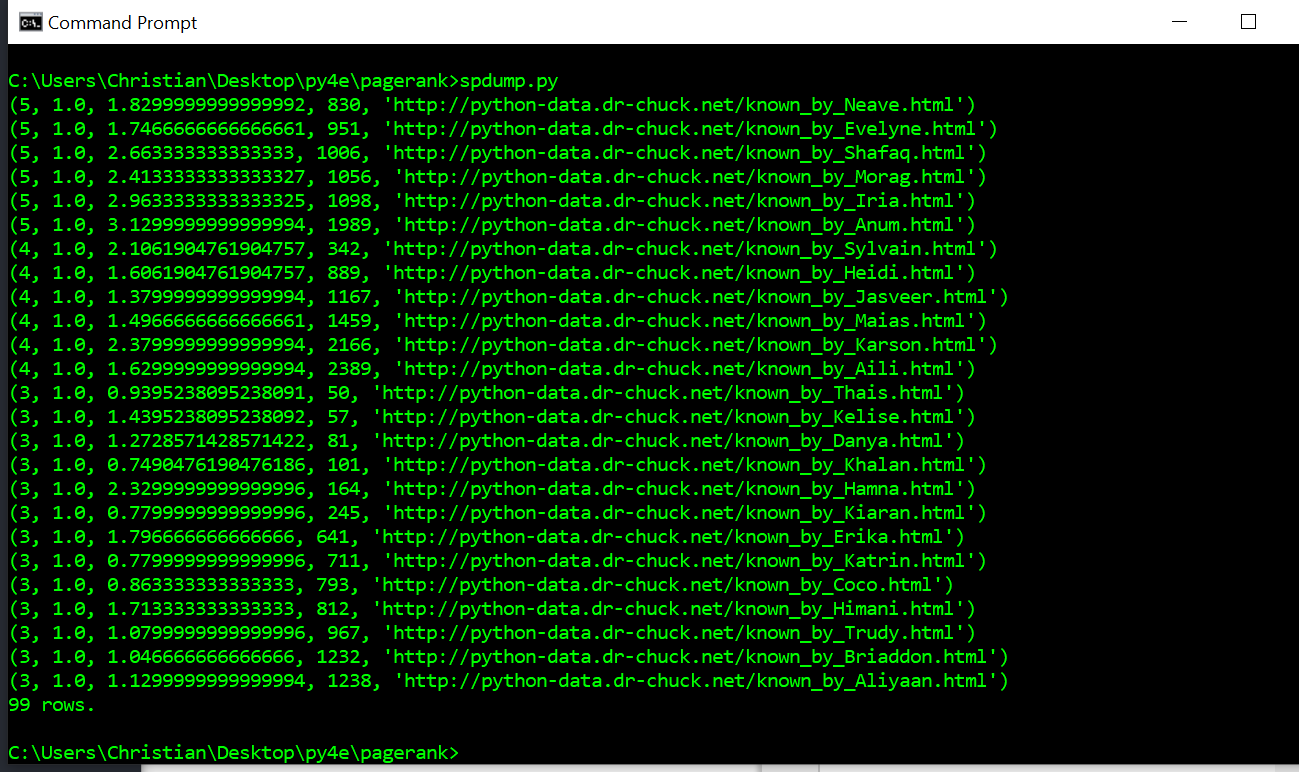 Command Prompt
C:\Users\Christian\Desktop\py4e\pagerank>spdump.py
(5, 1.0, 1.8299999999999992, 830, 'http://python-data.dr-chuck.net/known_by_Neave.html')
(5, 1.0, 1.7466666666666661, 951, 'http://python-data.dr-chuck.net/known_by_Evelyne.html')
(5, 1.0, 2.663333333333333, 1006, 'http://python-data.dr-chuck.net/known_by_Shafaq.html')
(5, 1.0, 2.4133333333333327, 1056, 'http://python-data.dr-chuck.net/known_by_Morag.html')
(5, 1.0, 2.9633333333333325, 1098, 'http://python-data.dr-chuck.net/known_by_Iria.html')
(5, 1.0, 3.1299999999999994, 1989, 'http://python-data.dr-chuck.net/known_by_Anum.html')
(4, 1.0, 2.1061904761904757, 342, 'http://python-data.dr-chuck.net/known_by_Sylvain.html')
(4, 1.0, 1.6061904761904757, 889, 'http://python-data.dr-chuck.net/known_by_Heidi.html')
(4, 1.0, 1.3799999999999994, 1167, 'http://python-data.dr-chuck.net/known_by_Jasveer.html')
(4, 1.0, 1.4966666666666661, 1459, 'http://python-data.dr-chuck.net/known_by_Maias.html')
(4, 1.0, 2.3799999999999994, 2166, 'http://python-data.dr-chuck.net/known_by_Karson.html')
(4, 1.0, 1.6299999999999994, 2389, 'http://python-data.dr-chuck.net/known_by_Aili.html')
(3, 1.0, 0.9395238095238091, 50, 'http://python-data.dr-chuck.net/known_by_Thais.html')
(3, 1.0, 1.4395238095238092, 57, 'http://python-data.dr-chuck.net/known_by_Kelise.html')
(3, 1.0, 1.2728571428571422, 81, 'http://python-data.dr-chuck.net/known_by_Danya.html')
(3, 1.0, 0.7490476190476186, 101, 'http://python-data.dr-chuck.net/known_by_Khalan.html')
(3, 1.0, 2.3299999999999996, 164, 'http://python-data.dr-chuck.net/known_by_Hamna.html')
(3, 1.0, 0.7799999999999996, 245, 'http://python-data.dr-chuck.net/known_by_Kiaran.html')
(3, 1.0, 1.796666666666666, 641, 'http://python-data.dr-chuck.net/known_by_Erika.html')
(3, 1.0, 0.7799999999999996, 711, 'http://python-data.dr-chuck.net/known_by_Katrin.html')
(3, 1.0, 0.863333333333333, 793, 'http://python-data.dr-chuck.net/known_by_Coco.html')
(3, 1.0, 1.713333333333333, 812, 'http://python-data.dr-chuck.net/known_by_Himani.html')
(3, 1.0, 1.0799999999999996, 967, 'http://python-data.dr-chuck.net/known_by_Trudy.html')
(3, 1.0, 1.046666666666666, 1232, 'http://python-data.dr-chuck.net/known_by_Briaddon.html')
(3, 1.0, 1.1299999999999994, 1238, 'http://python-data.dr-chuck.net/known_by_Aliyaan.html')
99 rows.
C:\Users\Christian\Desktop\py4e\pagerank>